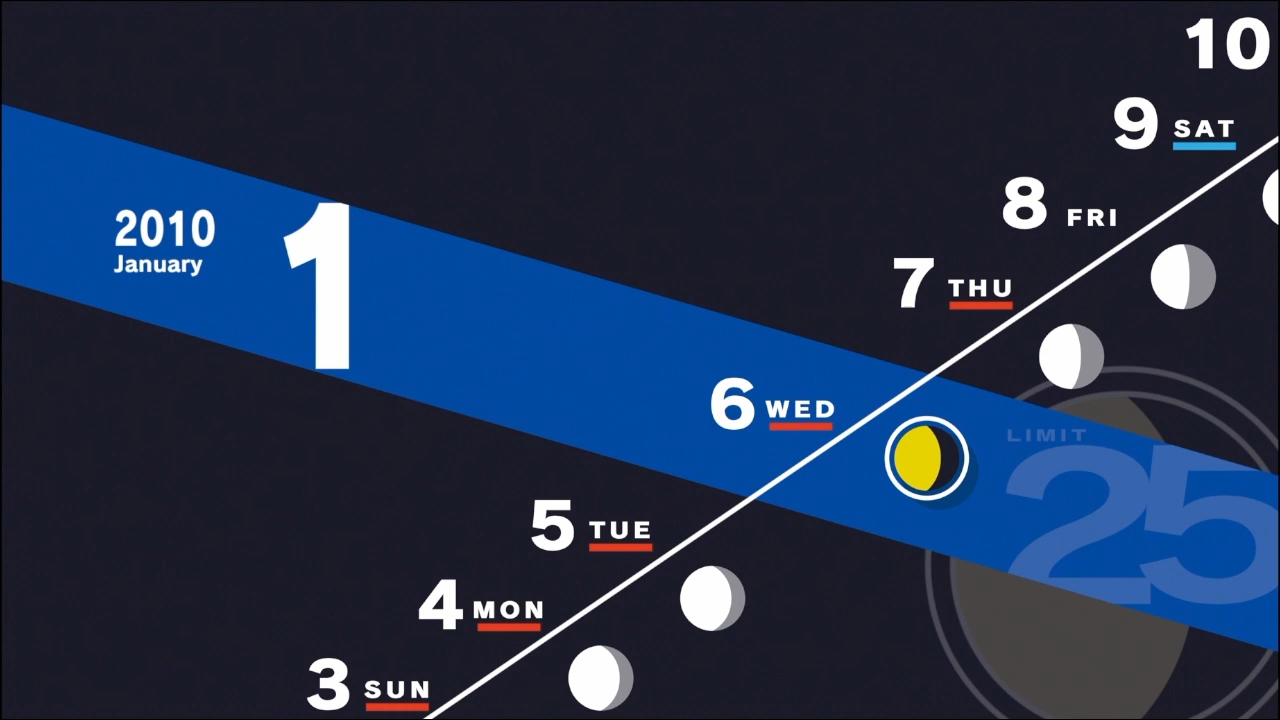 10
9 SAT
8 FRI
7 THU
2010
January
1
6 WED
LIMIT
25
5 TUE
4 MON
3 SUN